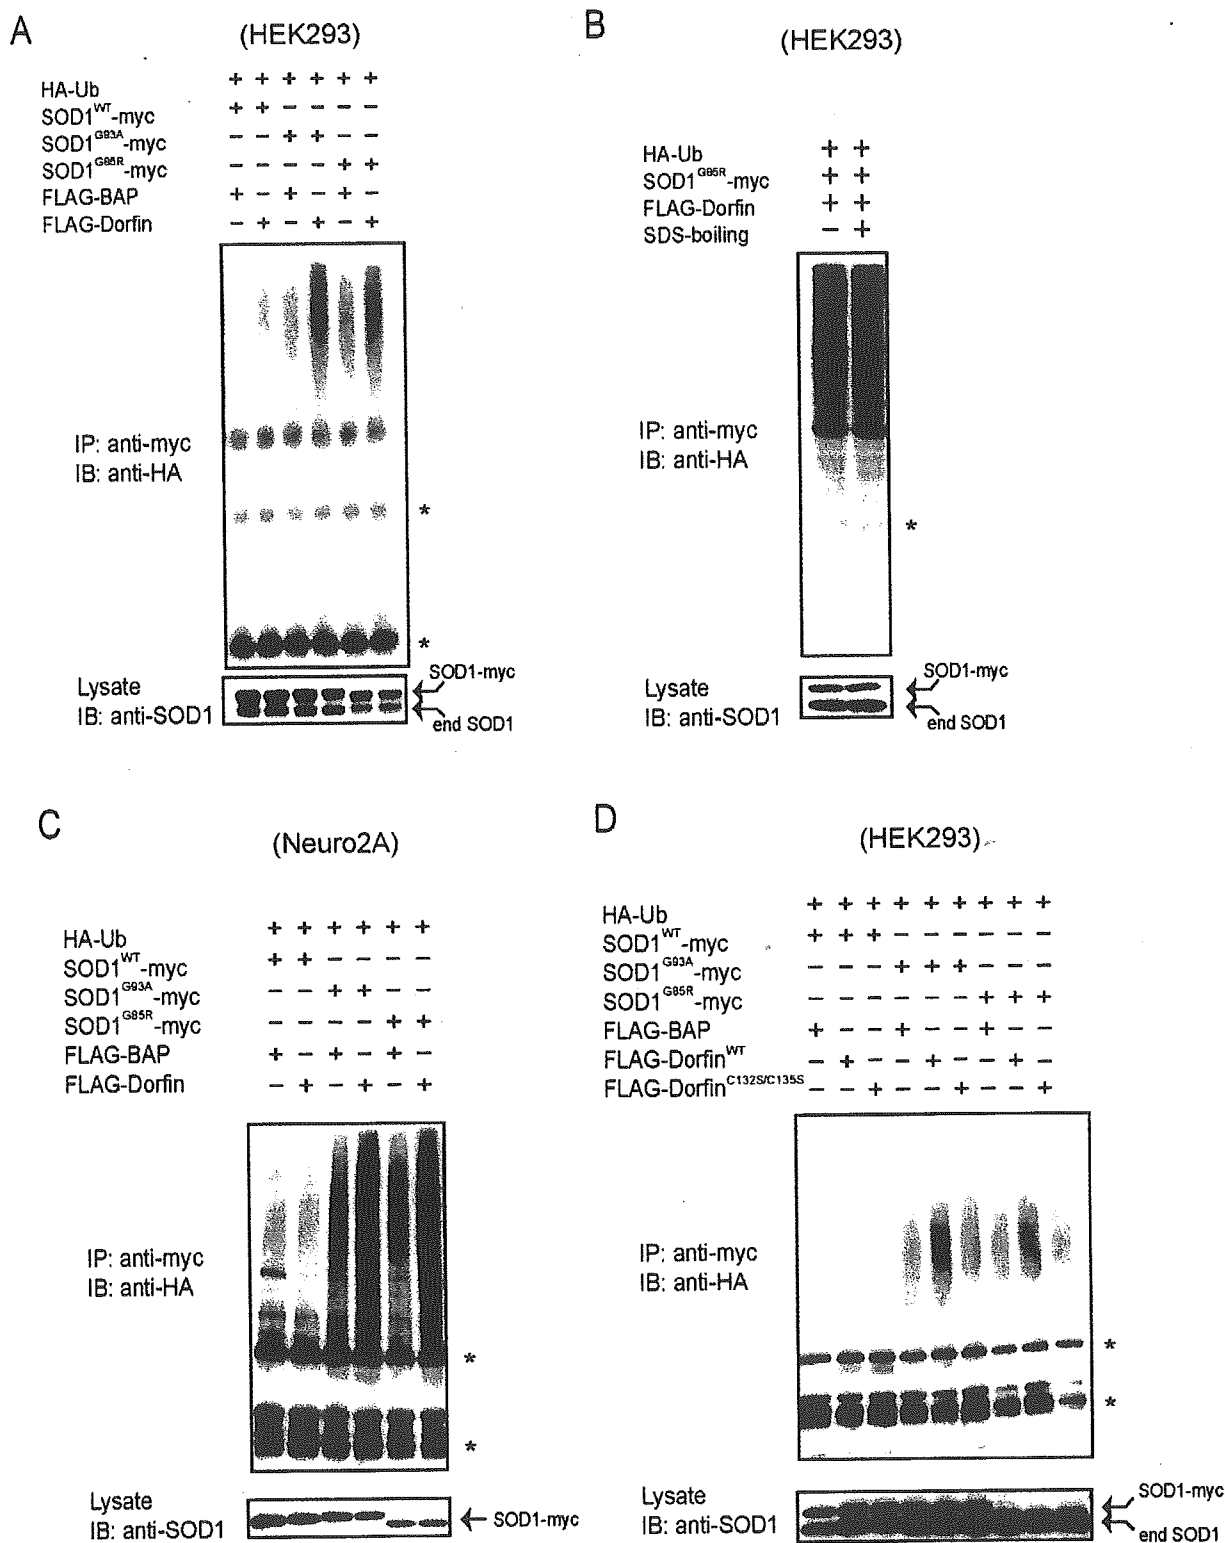 A
(HEK293)
HA-Ub + + + + + +
SOD1WT-myc + + − − − −
SOD1G93A-myc − − + + − −
SOD1G85R-myc − − − − + +
FLAG-BAP + − + − + −
FLAG-Dorfin − + − + − +
IP: anti-myc
IB: anti-HA
*
*
Lysate
IB: anti-SOD1
SOD1-myc
end SOD1
B
(HEK293)
HA-Ub + +
SOD1G85R-myc + +
FLAG-Dorfin + +
SDS-boiling − +
IP: anti-myc
IB: anti-HA
*
Lysate
IB: anti-SOD1
SOD1-myc
end SOD1
C
(Neuro2A)
HA-Ub + + + + + +
SOD1WT-myc + + − − − −
SOD1G93A-myc − − + + − −
SOD1G85R-myc − − − − + +
FLAG-BAP + − + − + −
FLAG-Dorfin − + − + − +
IP: anti-myc
IB: anti-HA
*
*
Lysate
IB: anti-SOD1
SOD1-myc
D
(HEK293)
HA-Ub + + + + + + + + +
SOD1WT-myc + + + − − − − − −
SOD1G93A-myc − − − + + + − − −
SOD1G85R-myc − − − − − − + + +
FLAG-BAP + − − + − − + − −
FLAG-DorfinWT − + − − + − − + −
FLAG-DorfinC132S/C135S − − + − − + − − +
IP: anti-myc
IB: anti-HA
*
*
Lysate
IB: anti-SOD1
SOD1-myc
end SOD1